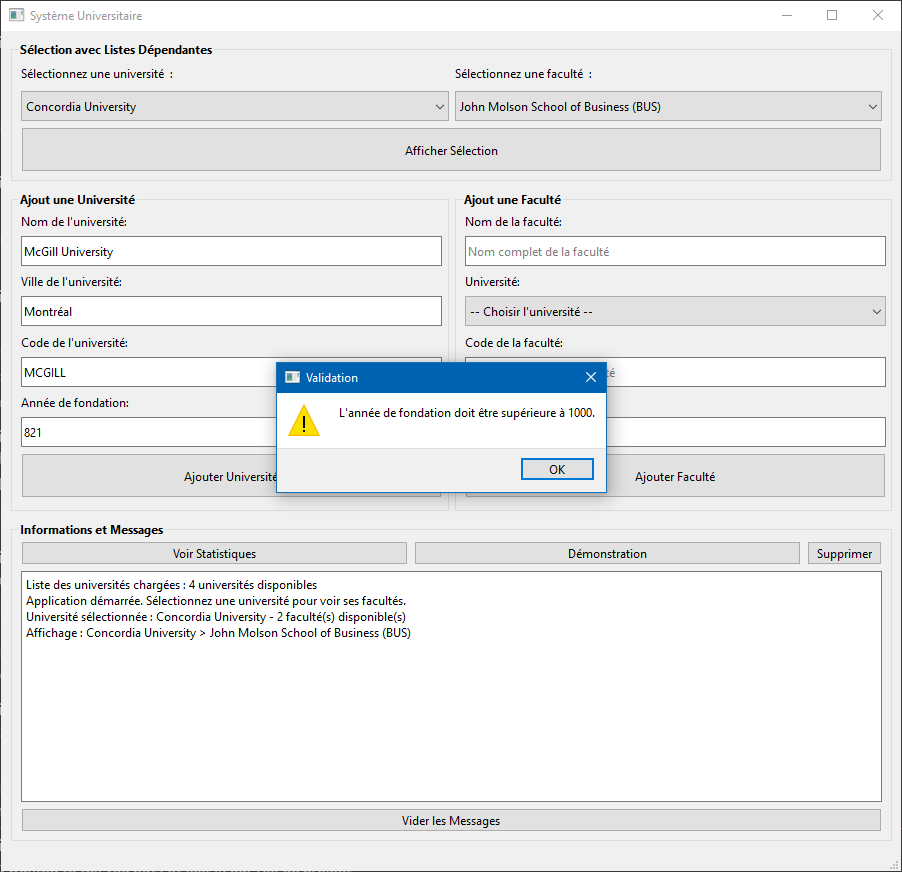 Système Universitaire
Sélection avec Listes Dépendantes
Sélectionnez une université :
Sélectionnez une faculté :
Concordia University
John Molson School of Business (BUS)
Afficher Sélection
Ajout une Université
Ajout une Faculté
Nom de l'université:
Nom de la faculté:
McGill University
Nom complet de la faculté
Ville de l'université:
Université:
Montréal
-- Choisir l'université --
Code de l'université:
Code de la faculté:
MCGILL
Année de fondation:
821
Validation
L'année de fondation doit être supérieure à 1000.
OK
Ajouter Université
Ajouter Faculté
Informations et Messages
Voir Statistiques
Démonstration
Supprimer
Liste des universités chargées : 4 universités disponibles
Application démarrée. Sélectionnez une université pour voir ses facultés.
Université sélectionnée : Concordia University - 2 faculté(s) disponible(s)
Affichage : Concordia University > John Molson School of Business (BUS)
Vider les Messages